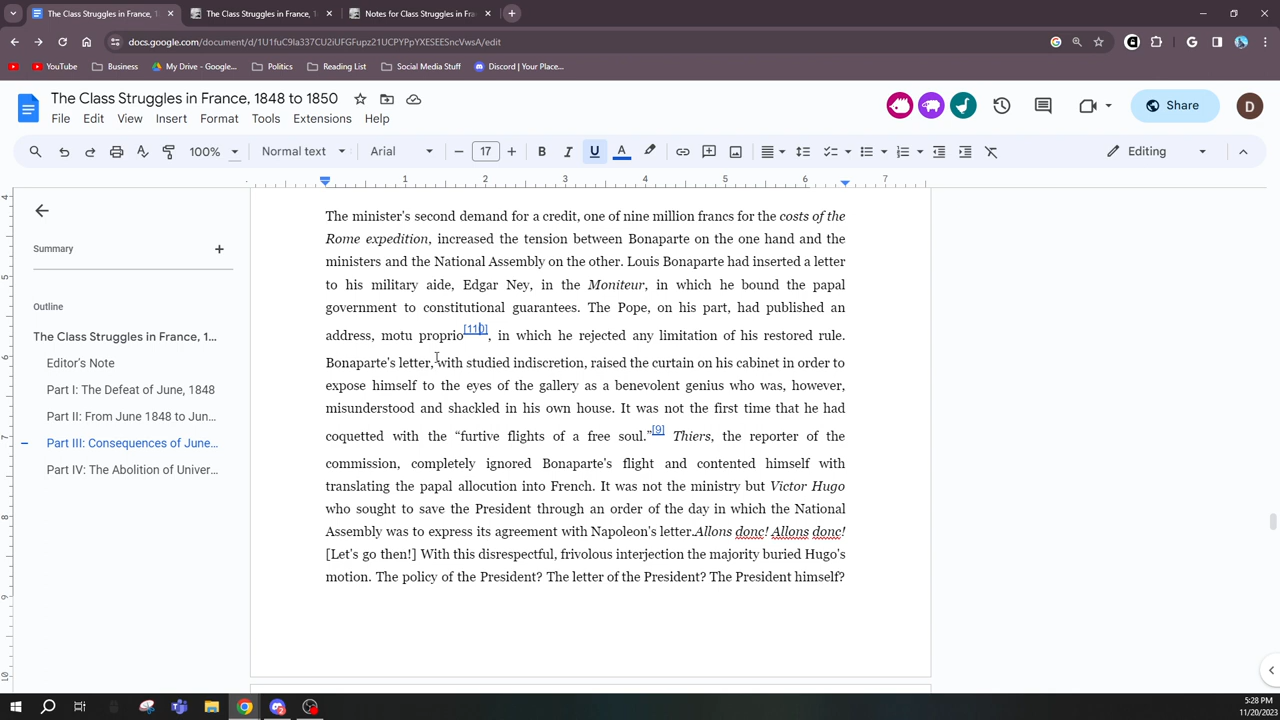 The Class Struggles in France, 1
The Class Struggles in France, 1
Notes for Class Struggles in Fra
docs.google.com/document/d/1U1fuC9la337CU2iUFGFupz21UCPYPpYXESEESncVwsA/edit
YouTube
Business
My Drive - Google...
Politics
Reading List
Social Media Stuff
Discord | (Your Place...
The Class Struggles in France, 1848 to 1850
Share
D
File Edit View Insert Format Tools Extensions Help
100% Normal text Arial 17 B I U A Editing
1 2 3 4 5 6 7
Summary
Outline
The Class Struggles in France, 1...
Editor's Note
Part I: The Defeat of June, 1848
Part II: From June 1848 to Jun...
Part III: Consequences of June...
Part IV: The Abolition of Univer...
4
5
6
7
8
9
10
The minister's second demand for a credit, one of nine million francs for the costs of the
Rome expedition, increased the tension between Bonaparte on the one hand and the
ministers and the National Assembly on the other. Louis Bonaparte had inserted a letter
to his military aide, Edgar Ney, in the Moniteur, in which he bound the papal
government to constitutional guarantees. The Pope, on his part, had published an
address, motu proprio[110], in which he rejected any limitation of his restored rule.
Bonaparte's letter, with studied indiscretion, raised the curtain on his cabinet in order to
expose himself to the eyes of the gallery as a benevolent genius who was, however,
misunderstood and shackled in his own house. It was not the first time that he had
coquetted with the “furtive flights of a free soul.”[9] Thiers, the reporter of the
commission, completely ignored Bonaparte's flight and contented himself with
translating the papal allocution into French. It was not the ministry but Victor Hugo
who sought to save the President through an order of the day in which the National
Assembly was to express its agreement with Napoleon's letter.Allons donc! Allons donc!
[Let's go then!] With this disrespectful, frivolous interjection the majority buried Hugo's
motion. The policy of the President? The letter of the President? The President himself?
5:28 PM
11/20/2023